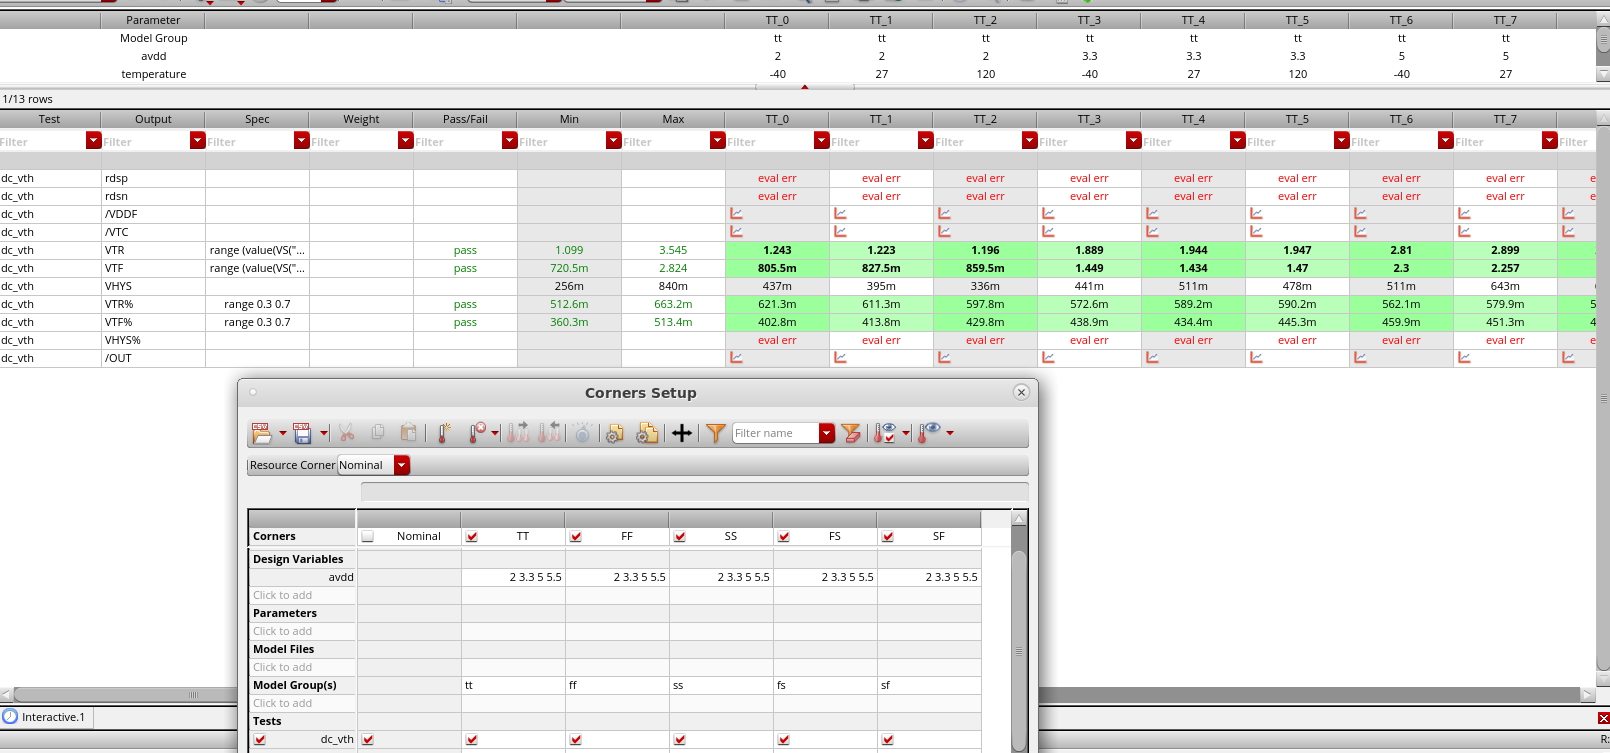 Parameter TT_0 TT_1 TT_2 TT_3 TT_4 TT_5 TT_6 TT_7
Model Group tt tt tt tt tt tt tt tt
avdd 2 2 2 3.3 3.3 3.3 5 5
temperature -40 27 120 -40 27 120 -40 27
1/13 rows
Test Output Spec Weight Pass/Fail Min Max TT_0 TT_1 TT_2 TT_3 TT_4 TT_5 TT_6 TT_7
Filter Filter Filter Filter Filter Filter Filter Filter Filter Filter Filter Filter Filter Filter Filter Filter
dc_vth rdsp eval err eval err eval err eval err eval err eval err eval err eval err e
dc_vth rdsn eval err eval err eval err eval err eval err eval err eval err eval err e
dc_vth /VDDF
dc_vth /VTC
dc_vth VTR range (value(VS("... pass 1.099 3.545 1.243 1.223 1.196 1.889 1.944 1.947 2.81 2.899
dc_vth VTF range (value(VS("... pass 720.5m 2.824 805.5m 827.5m 859.5m 1.449 1.434 1.47 2.3 2.257
dc_vth VHYS 256m 840m 437m 395m 336m 441m 511m 478m 511m 643m
dc_vth VTR% range 0.3 0.7 pass 512.6m 663.2m 621.3m 611.3m 597.8m 572.6m 589.2m 590.2m 562.1m 579.9m 5
dc_vth VTF% range 0.3 0.7 pass 360.3m 513.4m 402.8m 413.8m 429.8m 438.9m 434.4m 445.3m 459.9m 451.3m 4
dc_vth VHYS% eval err eval err eval err eval err eval err eval err eval err eval err e
dc_vth /OUT
Corners Setup
CSV CSV Filter name
Resource Corner Nominal
Corners Nominal TT FF SS FS SF
Design Variables
avdd 2 3.3 5 5.5 2 3.3 5 5.5 2 3.3 5 5.5 2 3.3 5 5.5 2 3.3 5 5.5
Click to add
Parameters
Click to add
Model Files
Click to add
Model Group(s) tt ff ss fs sf
Click to add
Tests
dc_vth
Interactive.1
R: